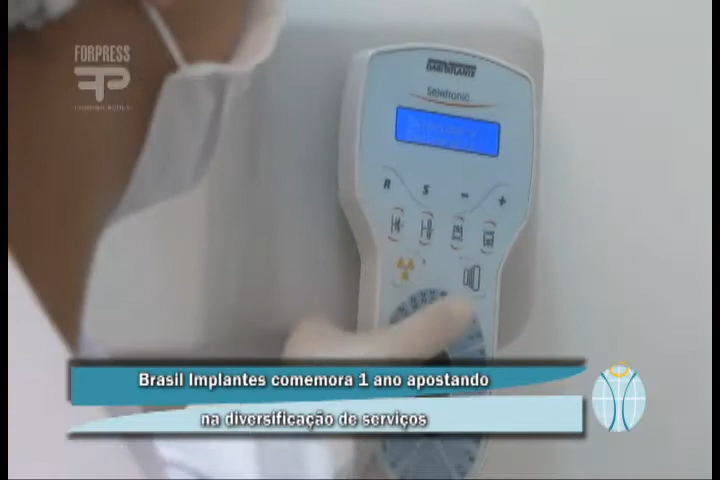 FORPRESS
FP
DABI ATLANTE
Seletronic
R S - +
Brasil Implantes comemora 1 ano apostando
na diversificação de serviços